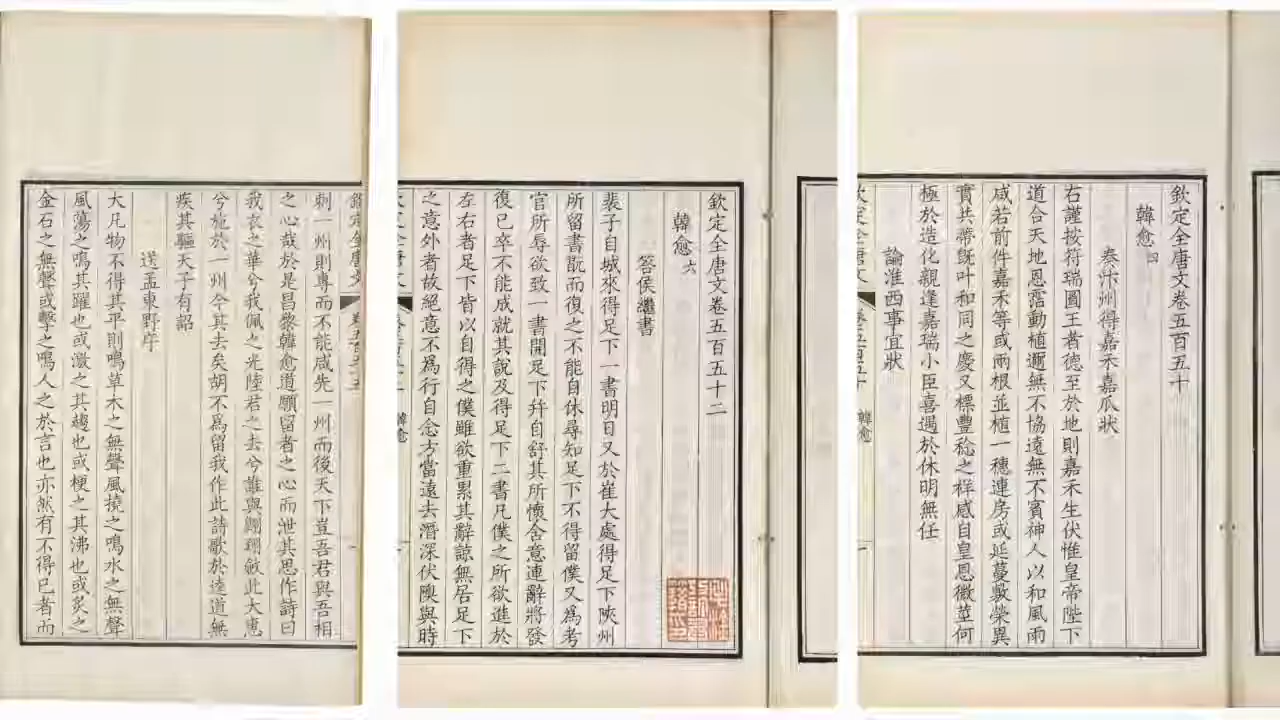 欽定全唐文卷五百五十
韓愈四
奏汴州得嘉禾嘉瓜狀
右謹按符瑞圖王者德至於地則嘉禾生伏惟皇帝陛下
道合天地恩霑動植邇無不協遠無不賓神人以和風雨
咸若前件嘉禾等或兩根並植一穗連房或延蔓敷榮異
實共蒂旣叶和同之慶又標豐稔之祥感自皇恩微莖何
極於造化親逢嘉瑞小臣喜遇於休明無任
論淮西事宜狀
韓愈
欽定全唐文卷五百五十二
韓愈六
答侯繼書
裴子自城來得足下一書明日又於崔大處得足下陝州
所留書翫而復之不能自休尋知足下不得留僕又爲考
官所辱欲致一書開足下幷自舒其所懷含意連辭將發
復已卒不能成就其說及得足下二書凡僕之所欲進於
左右者足下皆以自得之僕雖欲重累其辭諒無居足下
之意外者故絕意不爲行自念方當遠去潛深伏隩與時
韓愈
刺一州則專而不能咸先一州而後天下豈吾君與吾相
之心哉於是昌黎韓愈道願留者之心而泄其思作詩曰
我衣之華兮我佩之光陸君之去兮誰與翺翔斂此大惠
兮施於一州今其去矣胡不爲留我作此詩歌於逵道無
疾其驅天子有詔
送孟東野序
大凡物不得其平則鳴草木之無聲風撓之鳴水之無聲
風蕩之鳴其躍也或激之其趨也或梗之其沸也或炙之
金石之無聲或擊之鳴人之於言也亦然有不得已者而